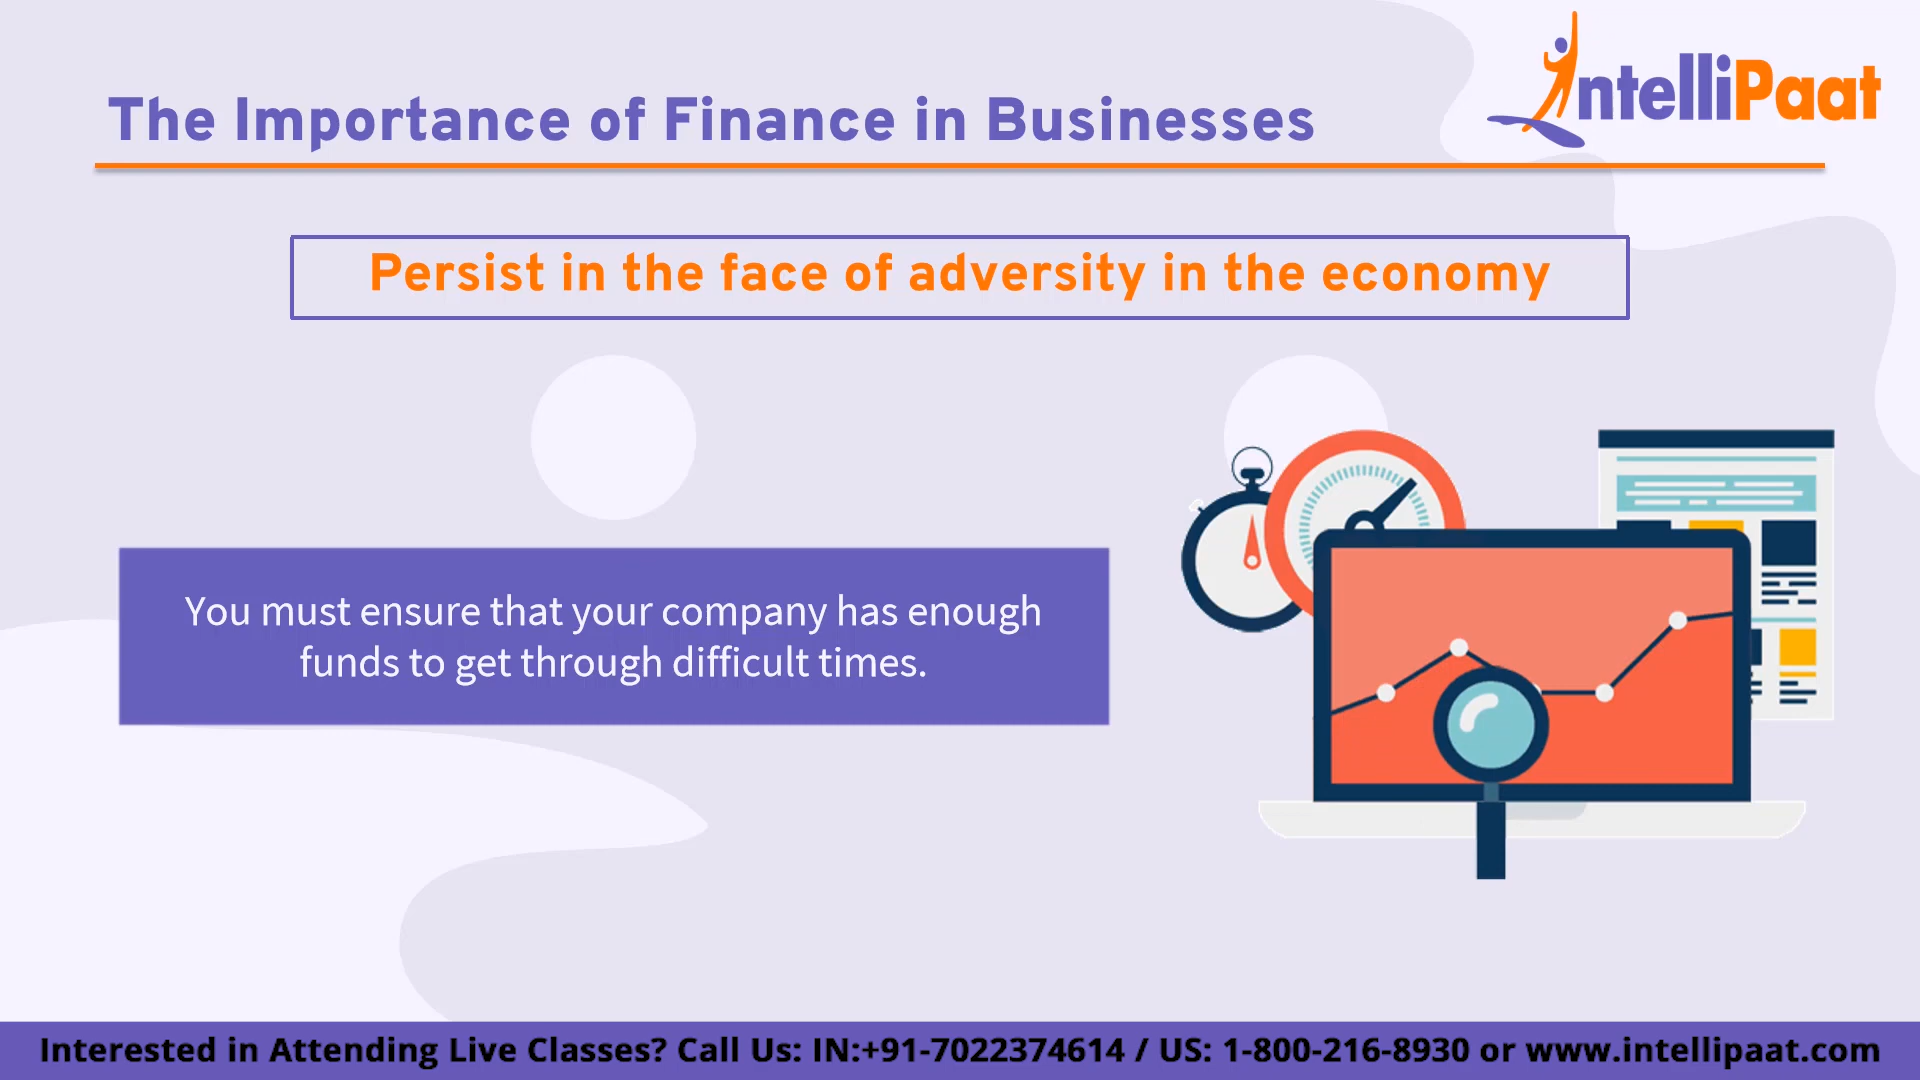 IntelliPaat
The Importance of Finance in Businesses
Persist in the face of adversity in the economy
You must ensure that your company has enough
funds to get through difficult times.
Interested in Attending Live Classes? Call Us: IN:+91-7022374614 / US: 1-800-216-8930 or www.intellipaat.com